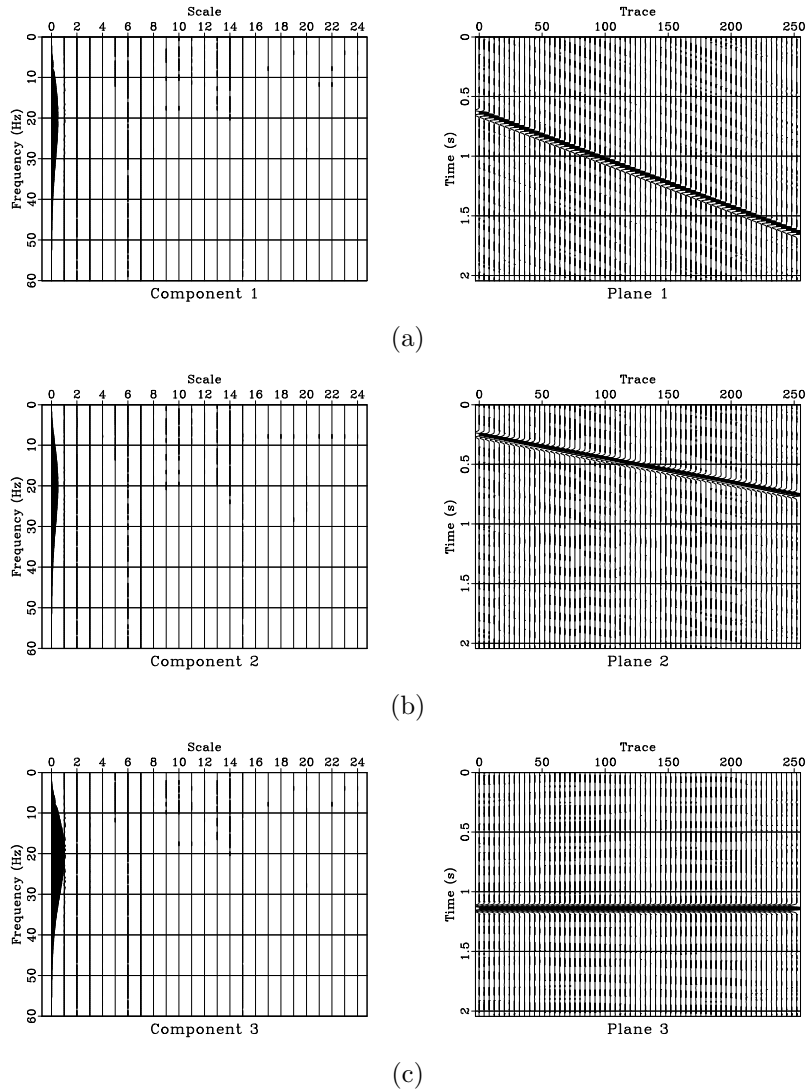 Scale
0 2 4 6 8 10 12 14 16 18 20 22 24
Frequency (Hz)
0 10 20 30 40 50 60
Component 1
Trace
0 50 100 150 200 250
Time (s)
0 0.5 1 1.5 2
Plane 1
(a)
Scale
0 2 4 6 8 10 12 14 16 18 20 22 24
Frequency (Hz)
0 10 20 30 40 50 60
Component 2
Trace
0 50 100 150 200 250
Time (s)
0 0.5 1 1.5 2
Plane 2
(b)
Scale
0 2 4 6 8 10 12 14 16 18 20 22 24
Frequency (Hz)
0 10 20 30 40 50 60
Component 3
Trace
0 50 100 150 200 250
Time (s)
0 0.5 1 1.5 2
Plane 3
(c)